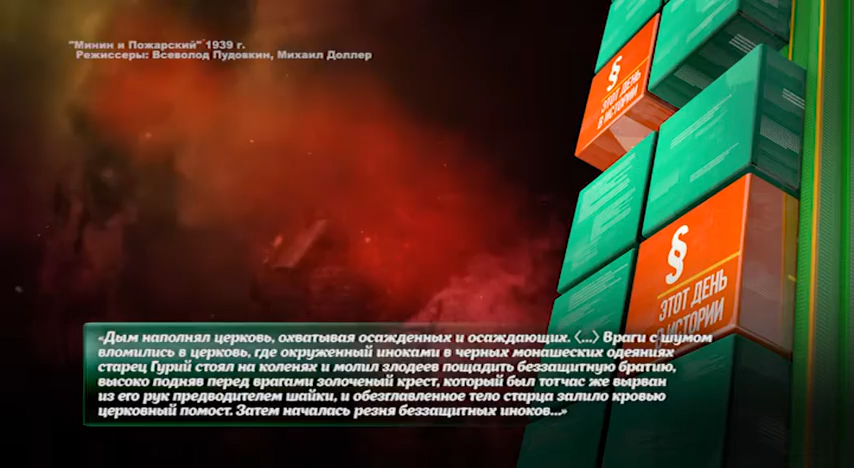 "Минин и Пожарский" 1939 г.
Режиссеры: Всеволод Пудовкин, Михаил Доллер
§
ЭТОТ ДЕНЬ
В ИСТОРИИ
§
ЭТОТ ДЕНЬ
В ИСТОРИИ
«Дым наполнял церковь, охватывая осажденных и осаждающих. <...> Враги с шумом
вломились в церковь, где окруженный иноками в черных монашеских одеяниях
старец Гурий стоял на коленях и молил злодеев пощадить беззащитную братию,
высоко подняв перед врагами золоченый крест, который был тотчас же вырван
из его рук предводителем шайки, и обезглавленное тело старца залило кровью
церковный помост. Затем началась резня беззащитных иноков...»